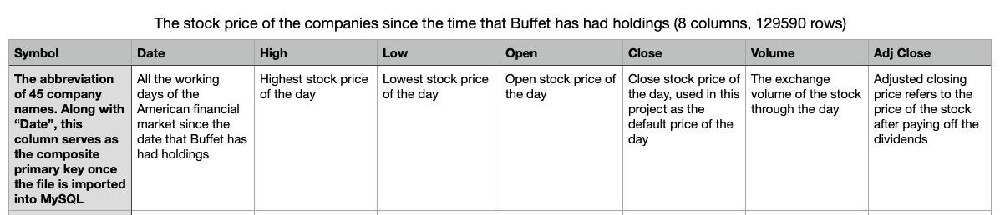 The stock price of the companies since the time that Buffet has had holdings (8 columns, 129590 rows)
Symbol
Date
High
Low
Open
Close
Volume
Adj Close
The abbreviation
of 45 company
names. Along with
“Date”, this
column serves as
the composite
primary key once
the file is imported
into MySQL
All the working
days of the
American financial
market since the
date that Buffet has
had holdings
Highest stock price
of the day
Lowest stock price
of the day
Open stock price of
the day
Close stock price of
the day, used in this
project as the
default price of the
day
The exchange
volume of the stock
through the day
Adjusted closing
price refers to the
price of the stock
after paying off the
dividends